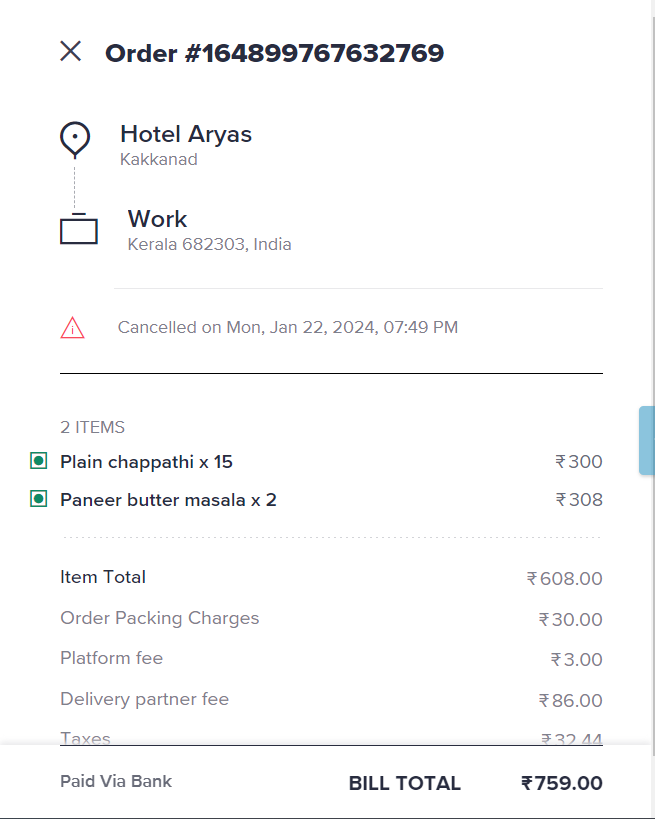 Order #164899767632769
Hotel Aryas
Kakkanad
Work
Kerala 682303, India
Cancelled on Mon, Jan 22, 2024, 07:49 PM
2 ITEMS
Plain chappathi x 15 ₹300
Paneer butter masala x 2 ₹308
Item Total ₹608.00
Order Packing Charges ₹30.00
Platform fee ₹3.00
Delivery partner fee ₹86.00
Taxes ₹32.44
Paid Via Bank BILL TOTAL ₹759.00